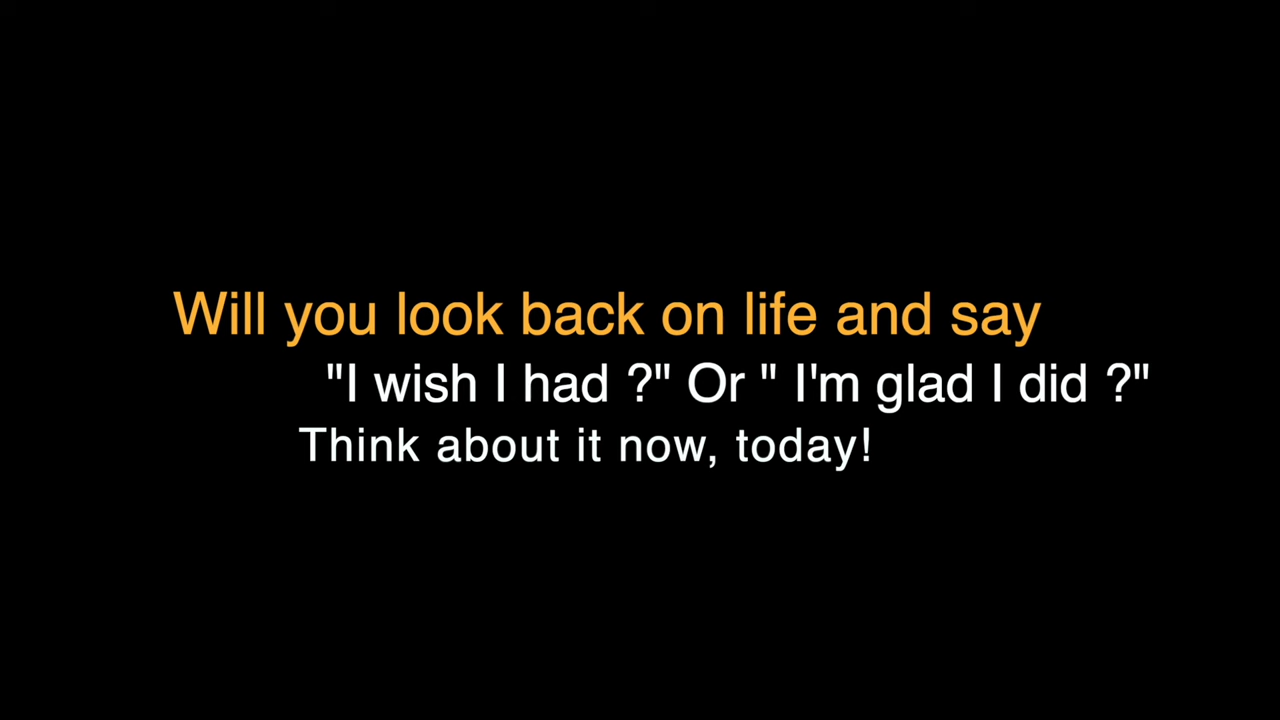 Will you look back on life and say
"I wish I had ?" Or " I'm glad I did ?"
Think about it now, today!